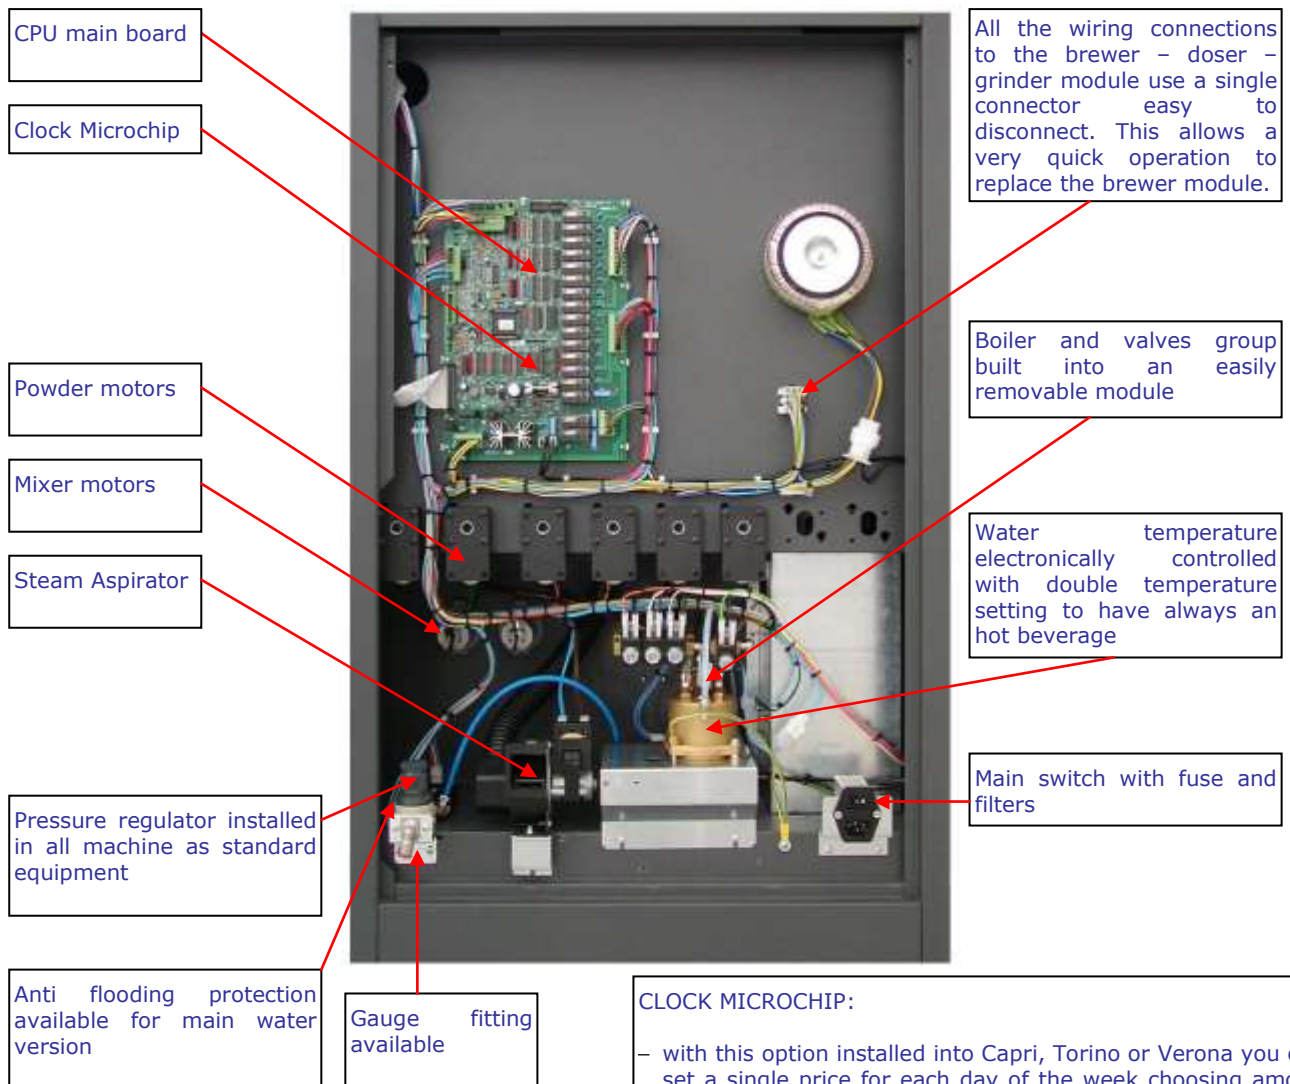 CPU main board
Clock Microchip
Powder motors
Mixer motors
Steam Aspirator
Pressure regulator installed
in all machine as standard
equipment
Anti flooding protection
available for main water
version
Gauge fitting
available
All the wiring connections
to the brewer – doser –
grinder module use a single
connector easy to
disconnect. This allows a
very quick operation to
replace the brewer module.
Boiler and valves group
built into an easily
removable module
Water temperature
electronically controlled
with double temperature
setting to have always an
hot beverage
Main switch with fuse and
filters
CLOCK MICROCHIP:
– with this option installed into Capri, Torino or Verona you
set a single price for each day of the week choosing